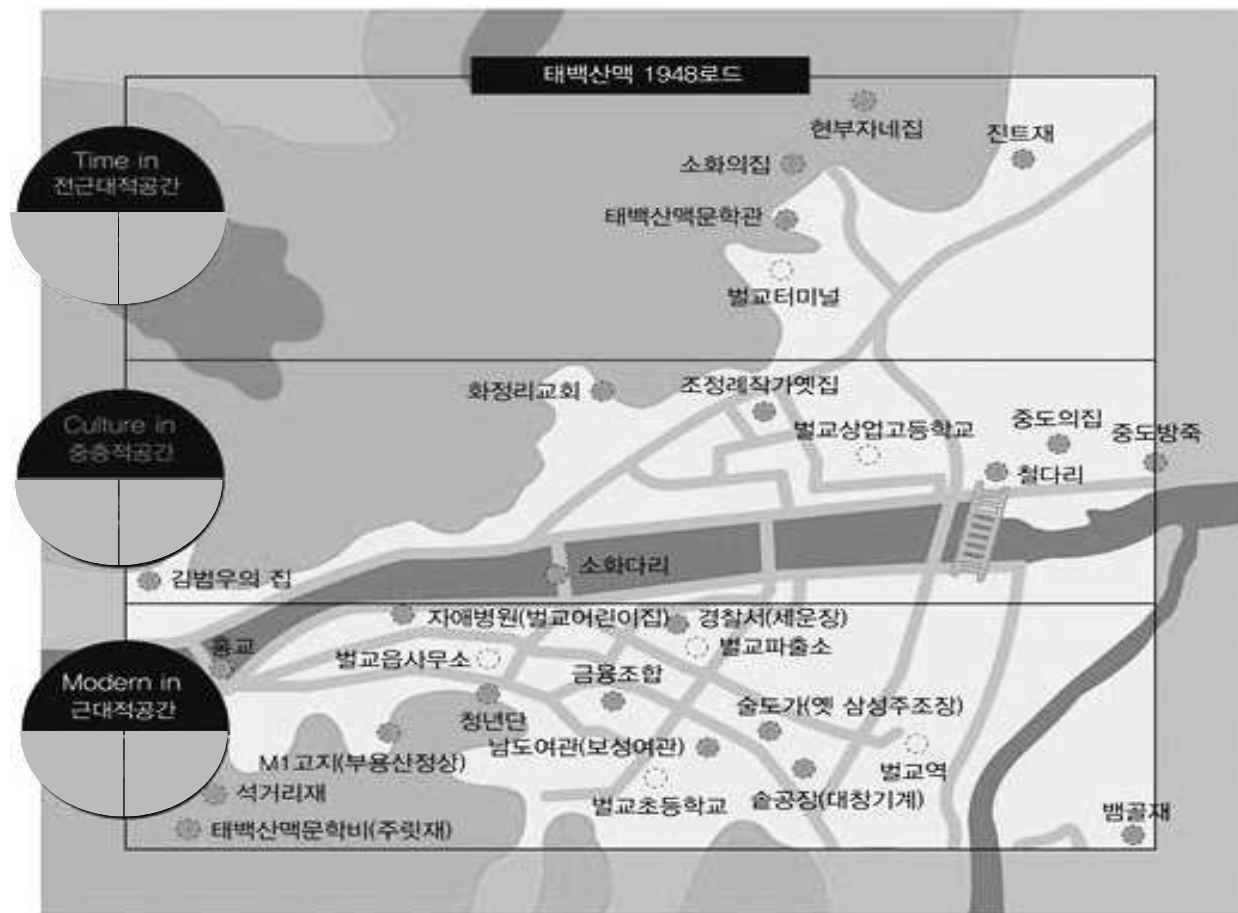 태백산맥 1948로드
현부자네집
진트재
Time in
전근대적공간
소화의집
태백산맥문학관
벌교터미널
화정리교회
조정래작가옛집
Culture in
중층적공간
벌교상업고등학교
중도의집
중도방죽
철다리
김범우의 집
소화다리
자애병원(벌교어린이집)
경찰서(세운장)
홍교
벌교읍사무소
벌교파출소
Modern in
근대적공간
금융조합
청년단
술도가(옛 삼성주조장)
남도여관(보성여관)
M1고지(부용산정상)
벌교역
석거리재
벌교초등학교
솥공장(대창기계)
뱀골재
태백산맥문학비(주릿재)